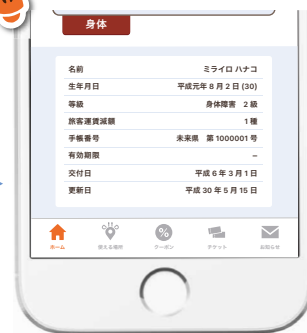 身体
名前 ミライロ ハナコ
生年月日 平成元年 8 月 2 日 (30)
等級 身体障害 2 級
旅客運賃減額 1 種
手帳番号 未来県 第 1000001 号
有効期限 –
交付日 平成 6 年 3 月 1 日
更新日 平成 30 年 5 月 15 日
ホーム 使える場所 クーポン チケット お知らせ